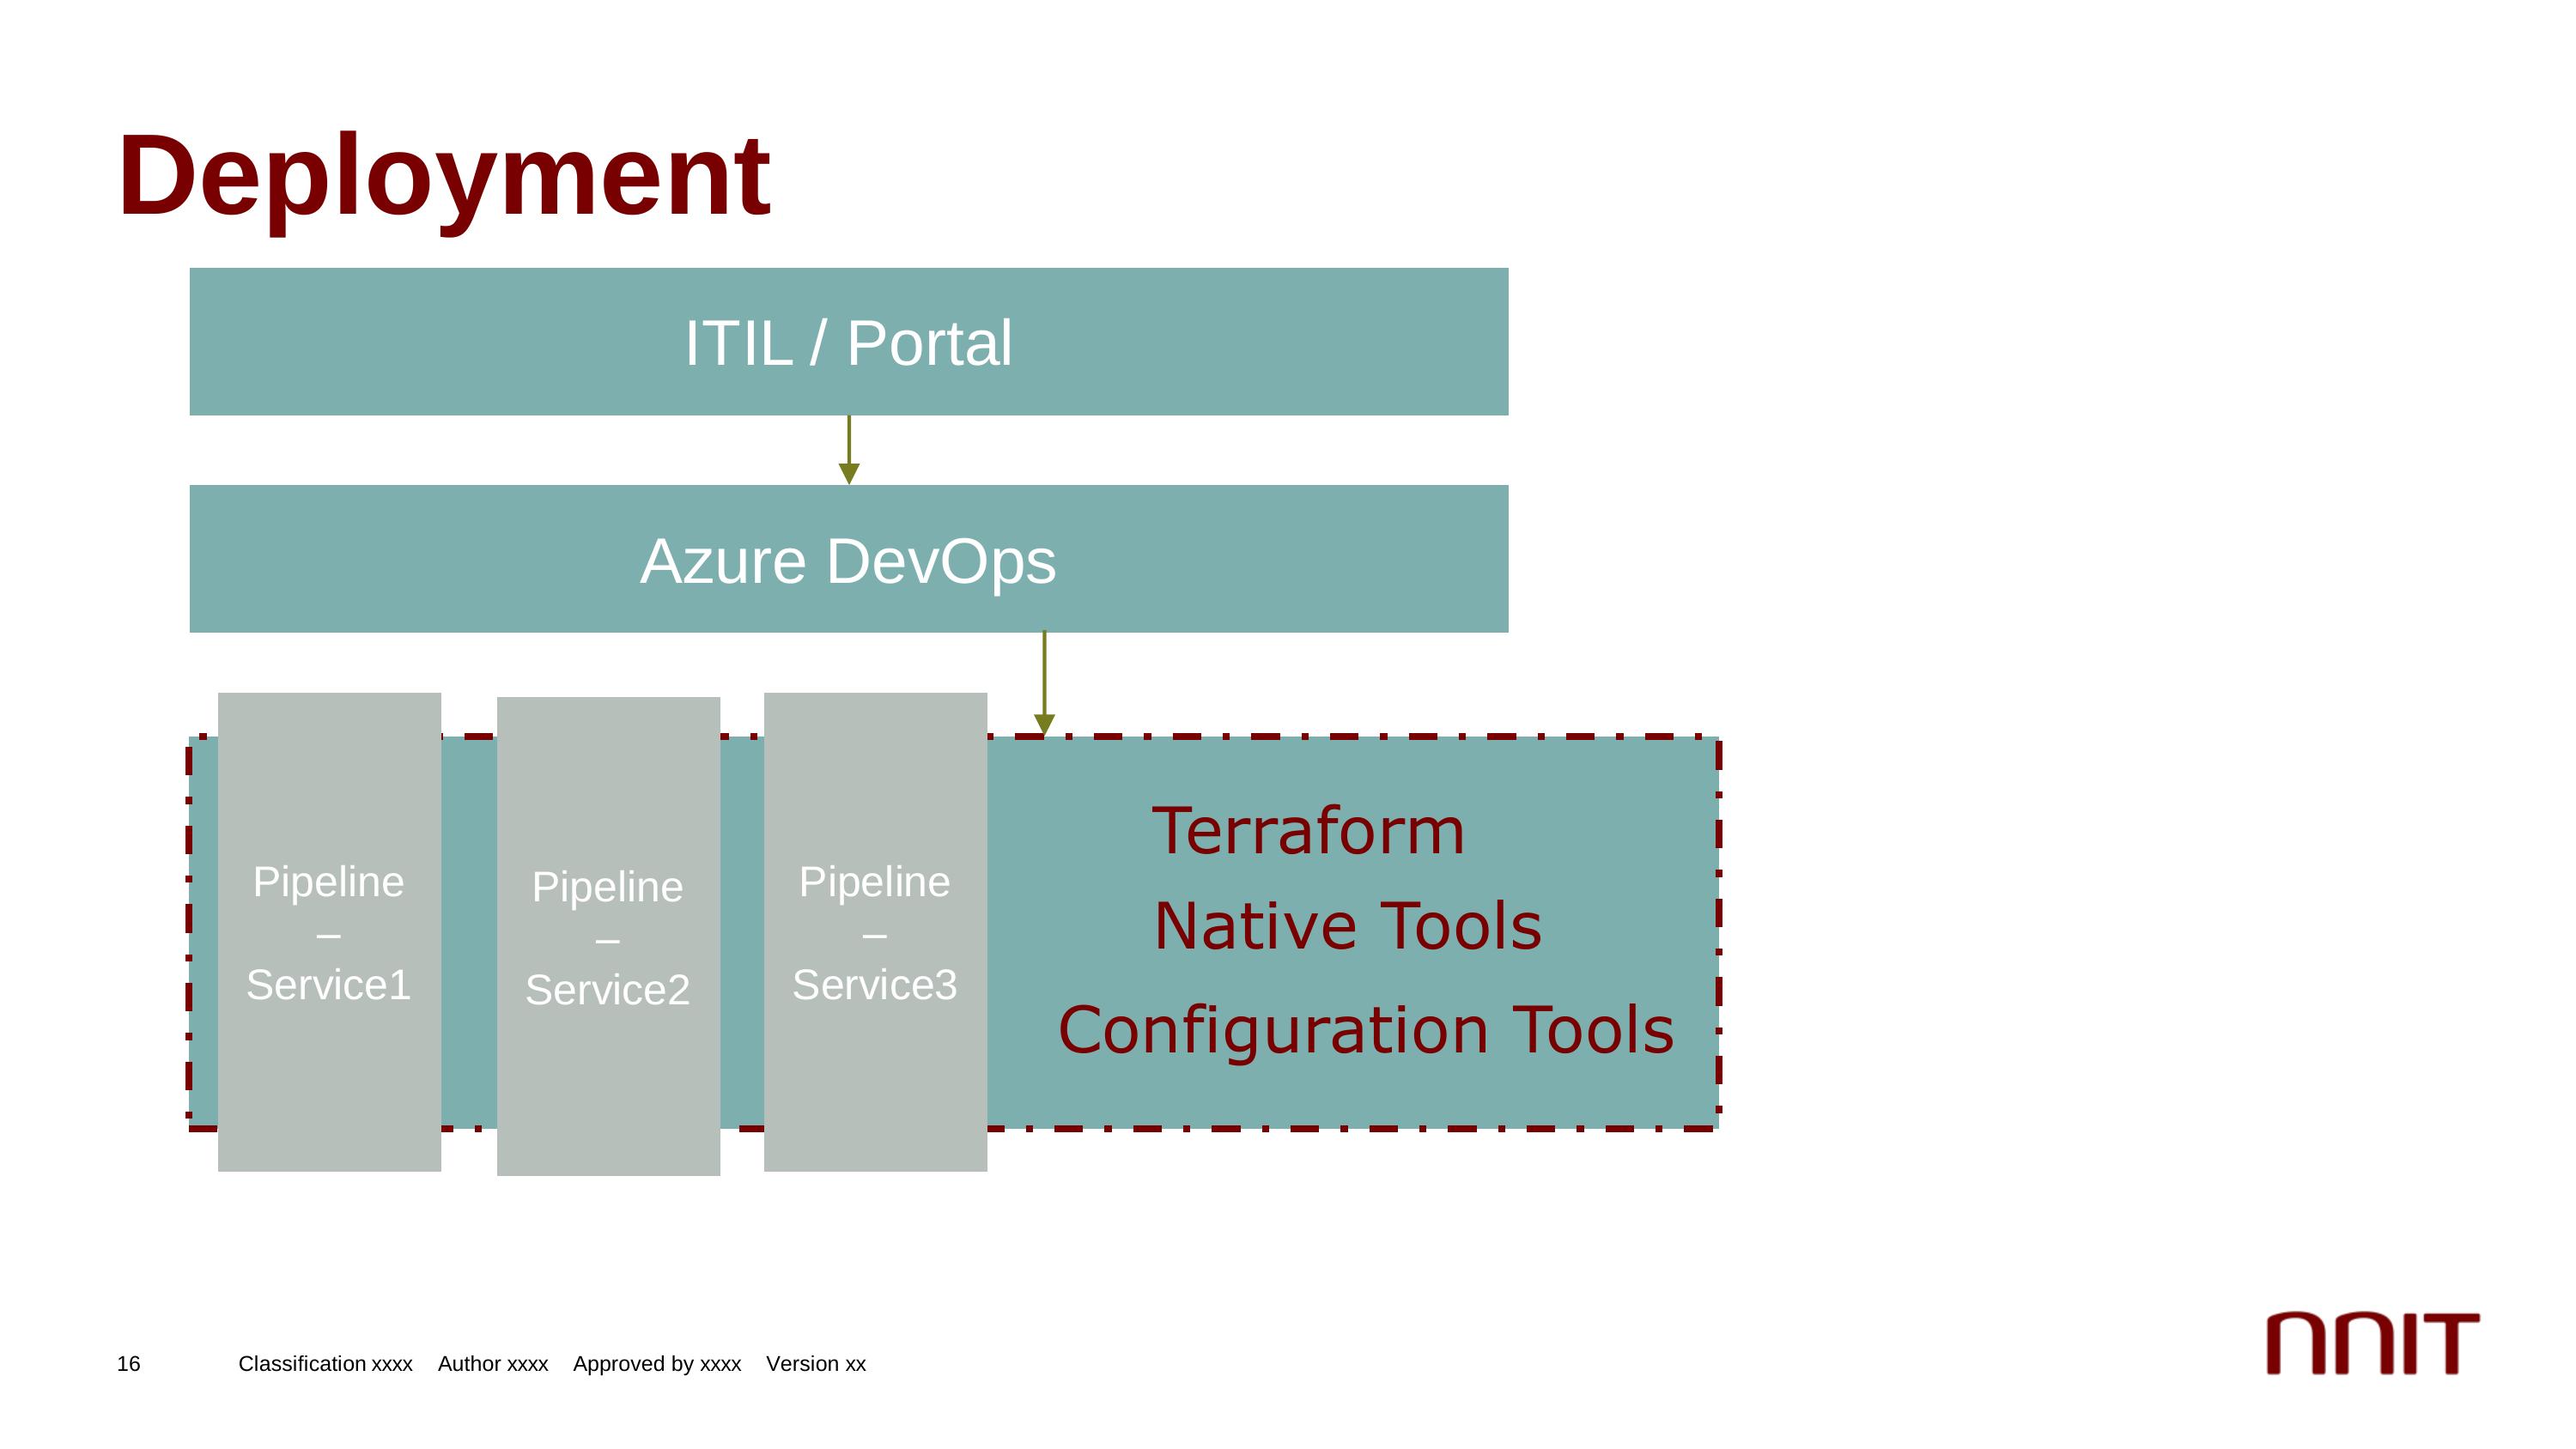 Deployment
ITIL / Portal
Azure DevOps
Pipeline
–
Service1
Pipeline
–
Service2
Pipeline
–
Service3
Terraform
Native Tools
Configuration Tools
16 Classification xxxx Author xxxx Approved by xxxx Version xx
nnIT